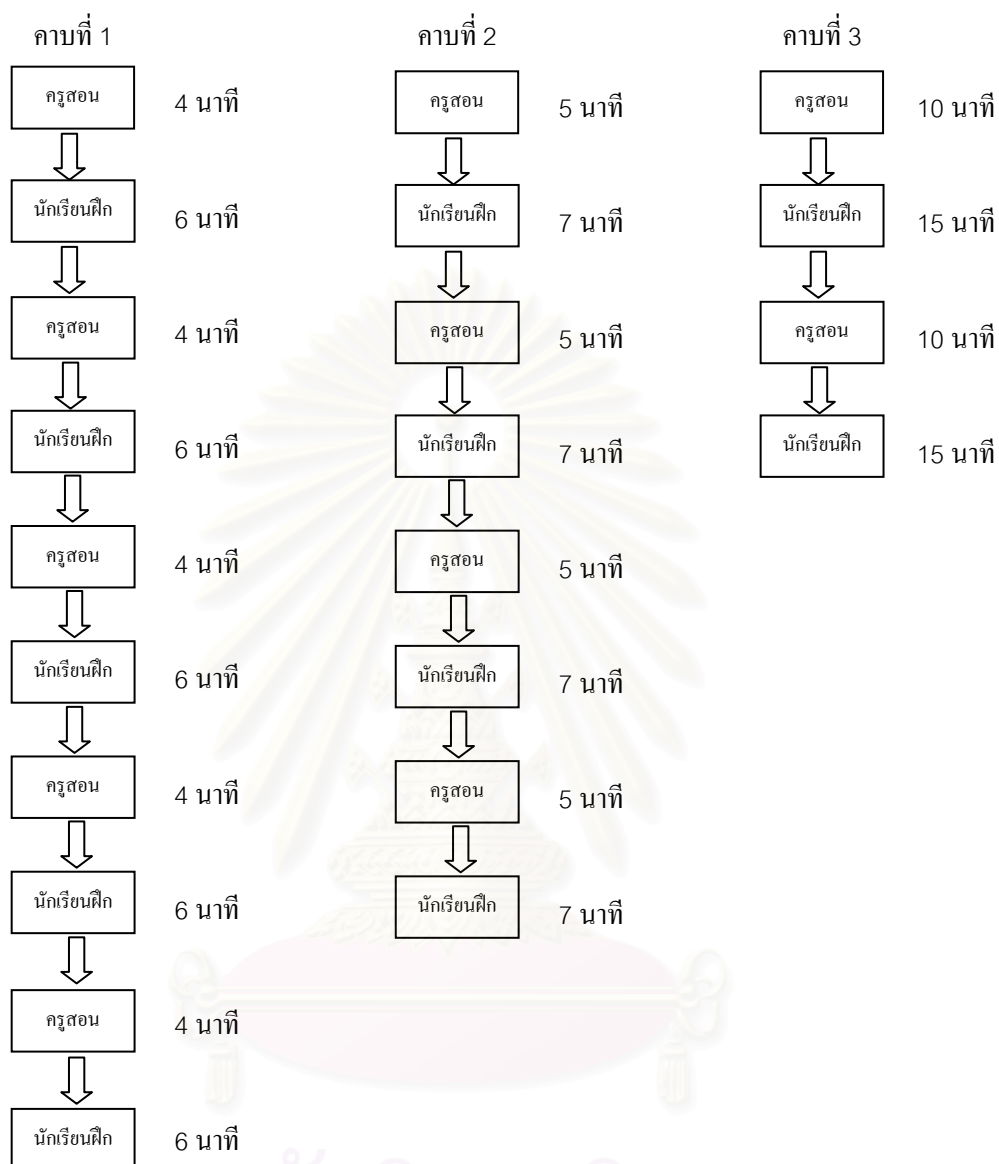 คาบที่ 1
ครูสอน 4 นาที
นักเรียนฝึก 6 นาที
ครูสอน 4 นาที
นักเรียนฝึก 6 นาที
ครูสอน 4 นาที
นักเรียนฝึก 6 นาที
ครูสอน 4 นาที
นักเรียนฝึก 6 นาที
ครูสอน 4 นาที
นักเรียนฝึก 6 นาที
คาบที่ 2
ครูสอน 5 นาที
นักเรียนฝึก 7 นาที
ครูสอน 5 นาที
นักเรียนฝึก 7 นาที
ครูสอน 5 นาที
นักเรียนฝึก 7 นาที
ครูสอน 5 นาที
นักเรียนฝึก 7 นาที
คาบที่ 3
ครูสอน 10 นาที
นักเรียนฝึก 15 นาที
ครูสอน 10 นาที
นักเรียนฝึก 15 นาที